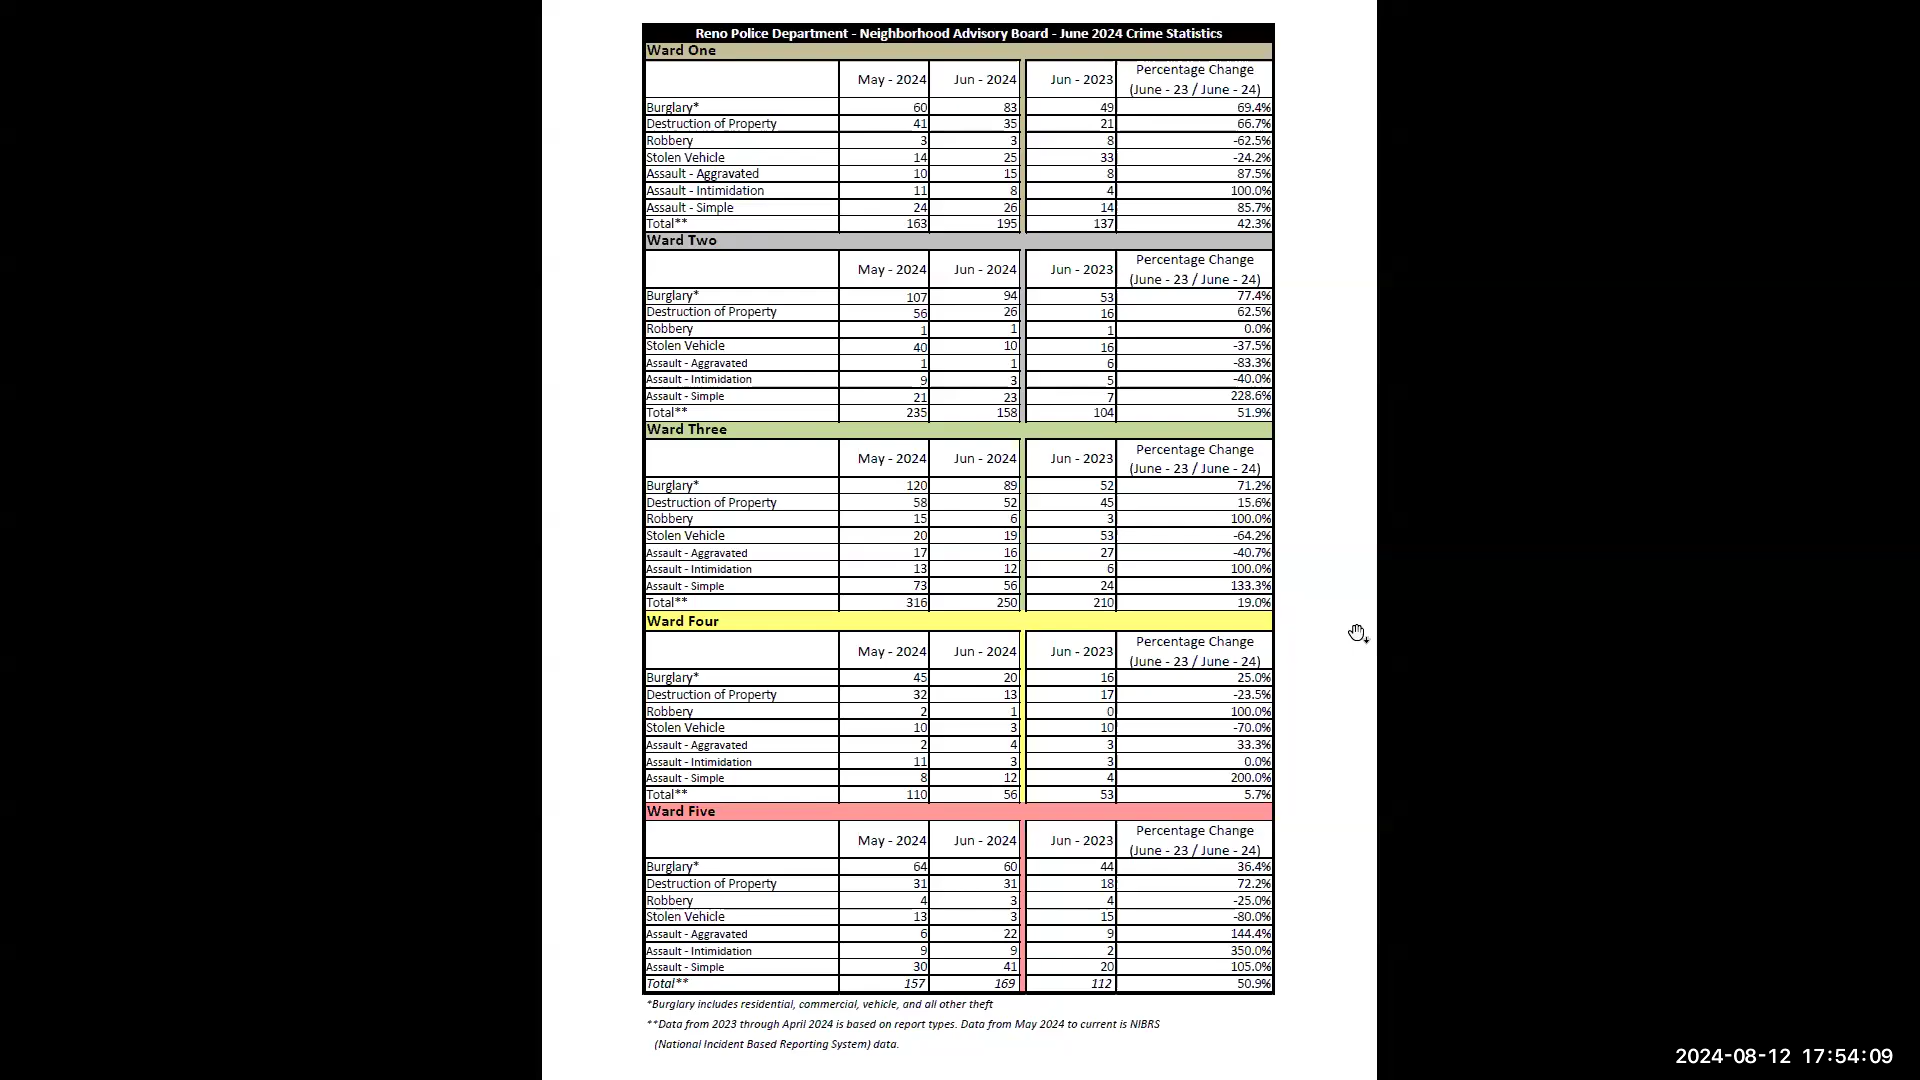 Reno Police Department - Neighborhood Advisory Board - June 2024 Crime Statistics
Ward One
May - 2024 Jun - 2024 Jun - 2023 Percentage Change (June - 23 / June - 24)
Burglary* 60 83 49 69.4%
Destruction of Property 41 35 21 66.7%
Robbery 3 3 8 -62.5%
Stolen Vehicle 14 25 33 -24.2%
Assault - Aggravated 10 15 8 87.5%
Assault - Intimidation 11 8 4 100.0%
Assault - Simple 24 26 14 85.7%
Total** 163 195 137 42.3%
Ward Two
May - 2024 Jun - 2024 Jun - 2023 Percentage Change (June - 23 / June - 24)
Burglary* 107 94 53 77.4%
Destruction of Property 56 26 16 62.5%
Robbery 1 1 1 0.0%
Stolen Vehicle 40 10 16 -37.5%
Assault - Aggravated 1 1 6 -83.3%
Assault - Intimidation 9 3 5 -40.0%
Assault - Simple 21 23 7 228.6%
Total** 235 158 104 51.9%
Ward Three
May - 2024 Jun - 2024 Jun - 2023 Percentage Change (June - 23 / June - 24)
Burglary* 120 89 52 71.2%
Destruction of Property 58 52 45 15.6%
Robbery 15 6 3 100.0%
Stolen Vehicle 20 19 53 -64.2%
Assault - Aggravated 17 16 27 -40.7%
Assault - Intimidation 13 12 6 100.0%
Assault - Simple 73 56 24 133.3%
Total** 316 250 210 19.0%
Ward Four
May - 2024 Jun - 2024 Jun - 2023 Percentage Change (June - 23 / June - 24)
Burglary* 45 20 16 25.0%
Destruction of Property 32 13 17 -23.5%
Robbery 2 1 0 100.0%
Stolen Vehicle 10 3 10 -70.0%
Assault - Aggravated 2 4 3 33.3%
Assault - Intimidation 11 3 3 0.0%
Assault - Simple 8 12 4 200.0%
Total** 110 56 53 5.7%
Ward Five
May - 2024 Jun - 2024 Jun - 2023 Percentage Change (June - 23 / June - 24)
Burglary* 64 60 44 36.4%
Destruction of Property 31 31 18 72.2%
Robbery 4 3 4 -25.0%
Stolen Vehicle 13 3 15 -80.0%
Assault - Aggravated 6 22 9 144.4%
Assault - Intimidation 9 9 2 350.0%
Assault - Simple 30 41 20 105.0%
Total** 157 169 112 50.9%
*Burglary includes residential, commercial, vehicle, and all other theft
**Data from 2023 through April 2024 is based on report types. Data from May 2024 to current is NIBRS
(National Incident Based Reporting System) data.
2024-08-12 17:54:09